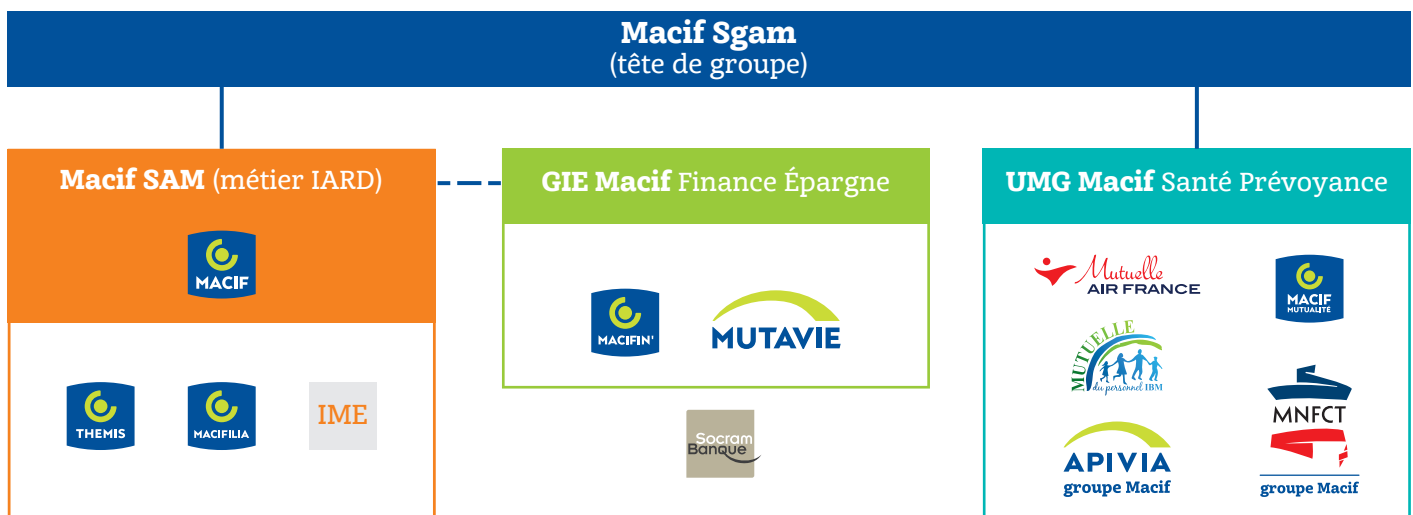 Macif Sgam
(tête de groupe)
Macif SAM (métier IARD)
MACIF
THEMIS
MACIFILIA
IME
GIE Macif Finance Épargne
MACIFIN'
MUTAVIE
Socram
Banque
UMG Macif Santé Prévoyance
Mutuelle
AIR FRANCE
MACIF
MUTUALITÉ
MUTUELLE
du personnel IBM
MNFCT
groupe Macif
APIVIA
groupe Macif